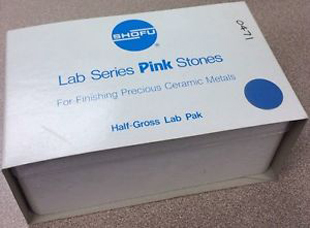 SHOFU
0471
Lab Series Pink Stones
For Finishing Precious Ceramic Metals
Half-Gross Lab Pak